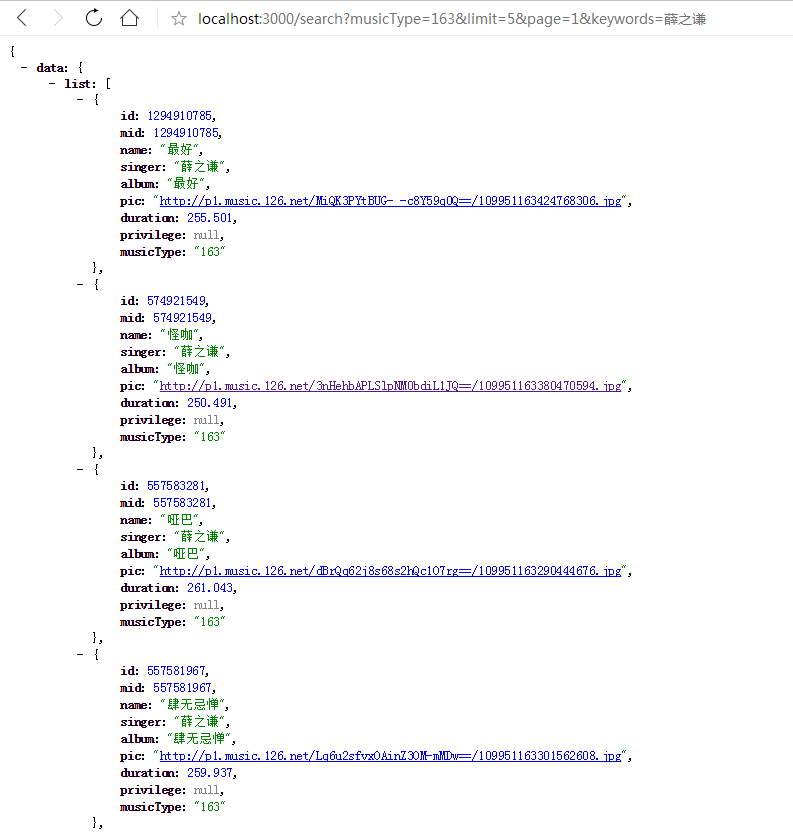 localhost:3000/search?musicType=163&limit=5&page=1&keywords=薛之谦
{
- data: {
- list: [
- {
id: 1294910785,
mid: 1294910785,
name: "最好",
singer: "薛之谦",
album: "最好",
pic: "http://p1.music.126.net/MiQK3PYtBUG--c8Y59q0Q==/109951163424768306.jpg",
duration: 255.501,
privilege: null,
musicType: "163"
},
- {
id: 574921549,
mid: 574921549,
name: "怪咖",
singer: "薛之谦",
album: "怪咖",
pic: "http://p1.music.126.net/3nHehbAPLSlpNM0bdiL1JQ==/109951163380470594.jpg",
duration: 250.491,
privilege: null,
musicType: "163"
},
- {
id: 557583281,
mid: 557583281,
name: "哑巴",
singer: "薛之谦",
album: "哑巴",
pic: "http://p1.music.126.net/dBrQq62j8s68s2hQc1O7rg==/109951163290444676.jpg",
duration: 261.043,
privilege: null,
musicType: "163"
},
- {
id: 557581967,
mid: 557581967,
name: "肆无忌惮",
singer: "薛之谦",
album: "肆无忌惮",
pic: "http://p1.music.126.net/Lq6u2sfvxOAinZ3OM-mMDw==/109951163301562608.jpg",
duration: 259.937,
privilege: null,
musicType: "163"
},